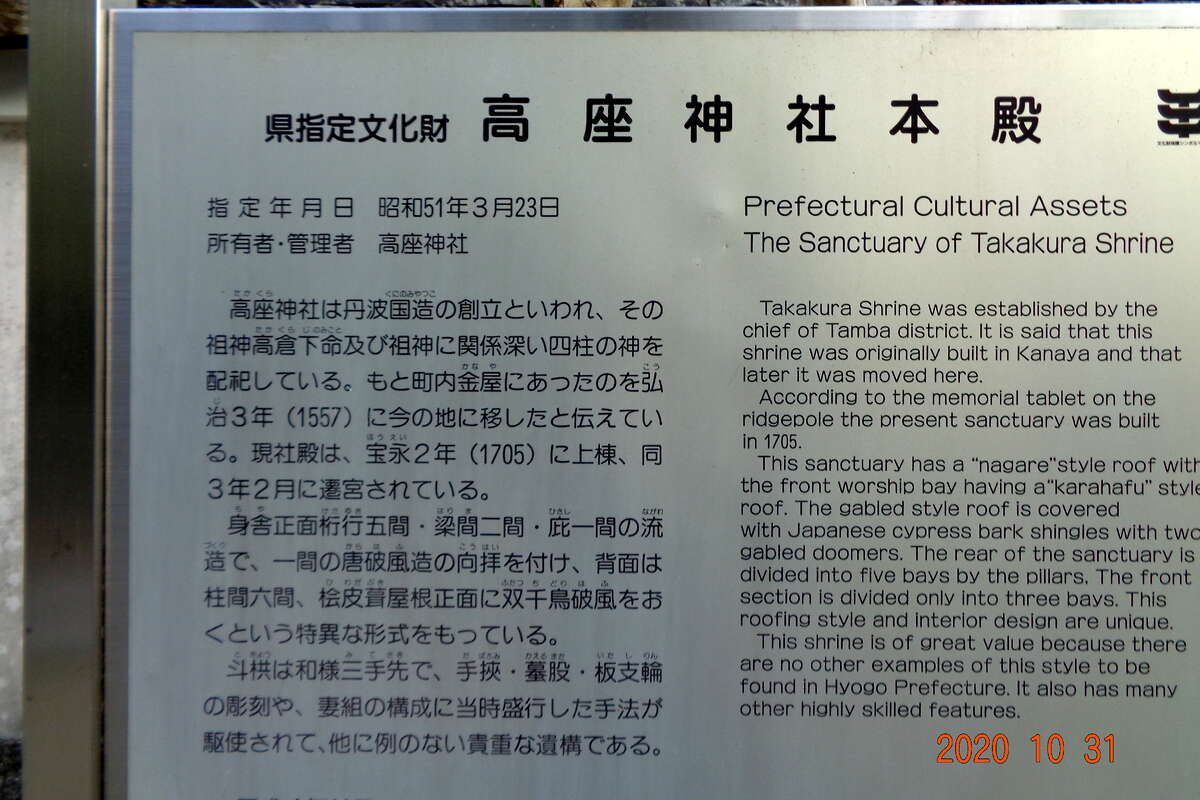 県指定文化財 高座神社本殿
指定年月日 昭和51年3月23日
所有者・管理者 高座神社
高座神社は丹波国造の創立といわれ、その
祖神高倉下命及び祖神に関係深い四柱の神を
配祀している。もと町内金屋にあったのを弘
治3年（1557）に今の地に移したと伝えてい
る。現社殿は、宝永2年（1705）に上棟、同
3年2月に遷宮されている。
身舎正面桁行五間・梁間二間・庇一間の流
造で、一間の唐破風造の向拝を付け、背面は
柱間六間、桧皮葺屋根正面に双千鳥破風をお
くという特異な形式をもっている。
斗栱は和様三手先で、手挾・蟇股・板支輪
の彫刻や、妻組の構成に当時盛行した手法が
駆使されて、他に例のない貴重な遺構である。
Prefectural Cultural Assets
The Sanctuary of Takakura Shrine
Takakura Shrine was established by the
chief of Tamba district. It is said that this
shrine was originally built in Kanaya and that
later it was moved here.
According to the memorial tablet on the
ridgepole the present sanctuary was built
in 1705.
This sanctuary has a "nagare"style roof with
the front worship bay having a"karahafu" style
roof. The gabled style roof is covered
with Japanese cypress bark shingles with two
gabled doomers. The rear of the sanctuary is
divided into five bays by the pillars. The front
section is divided only into three bays. This
roofing style and interior design are unique.
This shrine is of great value because there
are no other examples of this style to be
found in Hyogo Prefecture. It also has many
other highly skilled features.
2020 10 31